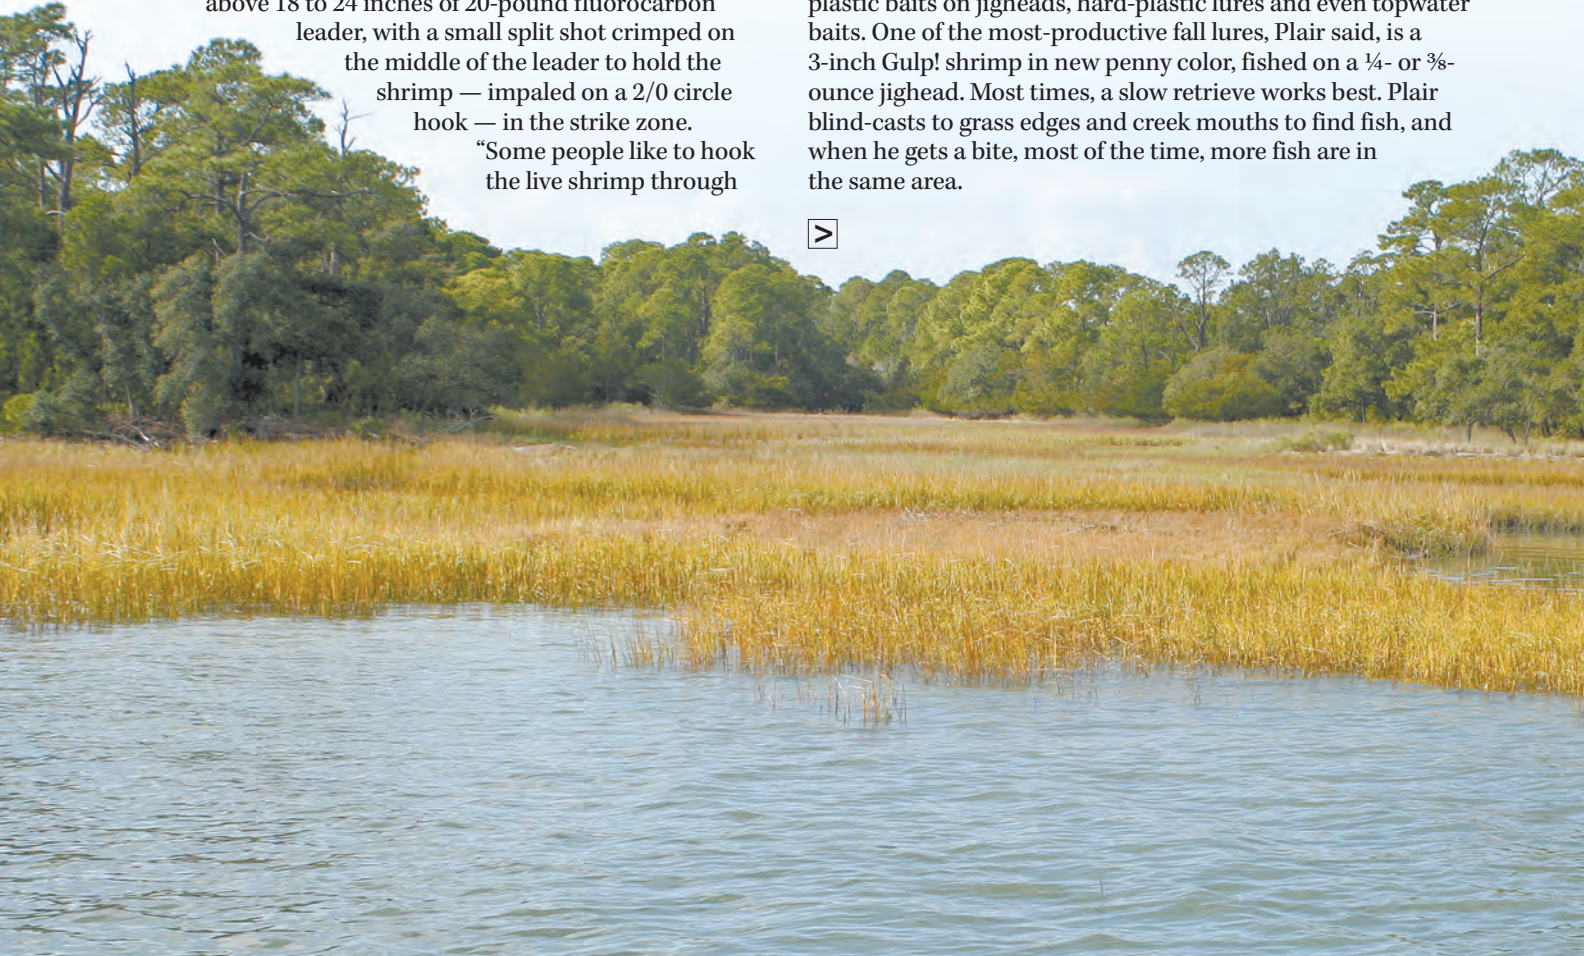 above 18 to 24 inches of 20-pound fluorocarbon
leader, with a small split shot crimped on
the middle of the leader to hold the
shrimp — impaled on a 2/0 circle
hook — in the strike zone.
“Some people like to hook
the live shrimp through
plastic baits on jigheads, hard-plastic lures and even topwater
baits. One of the most-productive fall lures, Plair said, is a
3-inch Gulp! shrimp in new penny color, fished on a ¼- or ⅜-
ounce jighead. Most times, a slow retrieve works best. Plair
blind-casts to grass edges and creek mouths to find fish, and
when he gets a bite, most of the time, more fish are in
the same area.
>